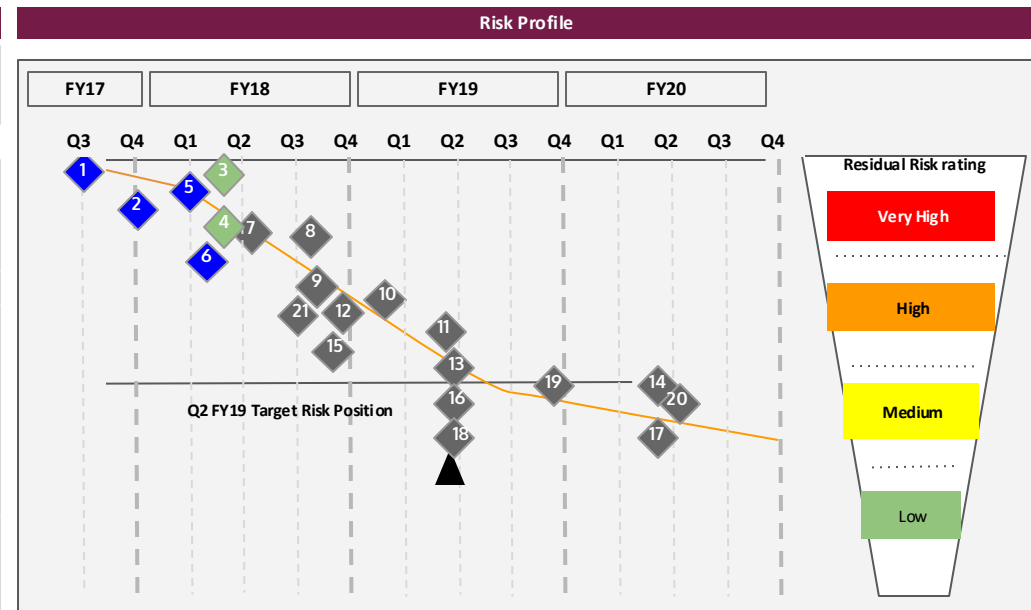 Risk Profile
FY17 FY18 FY19 FY20
Q3 Q4 Q1 Q2 Q3 Q4 Q1 Q2 Q3 Q4 Q1 Q2 Q3 Q4
Residual Risk rating
1 3
5
2
Very High
4 7 8
6
9
10
High
21 12
11
15
13
19 14
16 20
Q2 FY19 Target Risk Position
Medium
18 17
Low